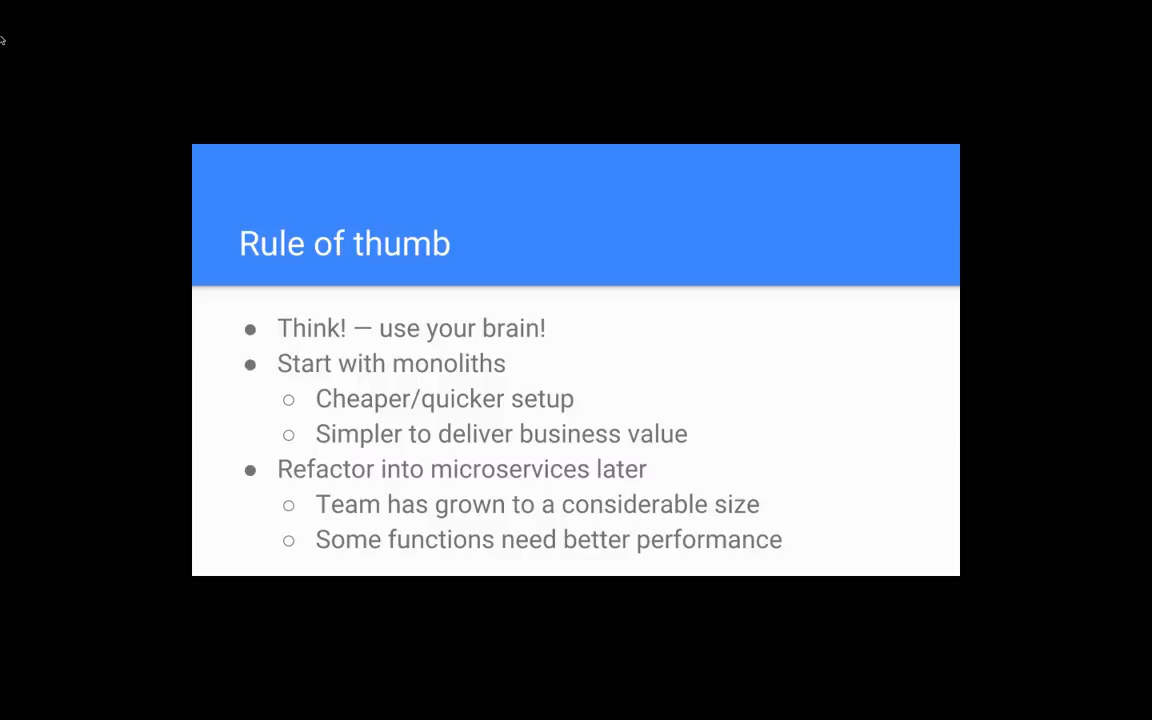 Rule of thumb
● Think! — use your brain!
● Start with monoliths
○ Cheaper/quicker setup
○ Simpler to deliver business value
● Refactor into microservices later
○ Team has grown to a considerable size
○ Some functions need better performance